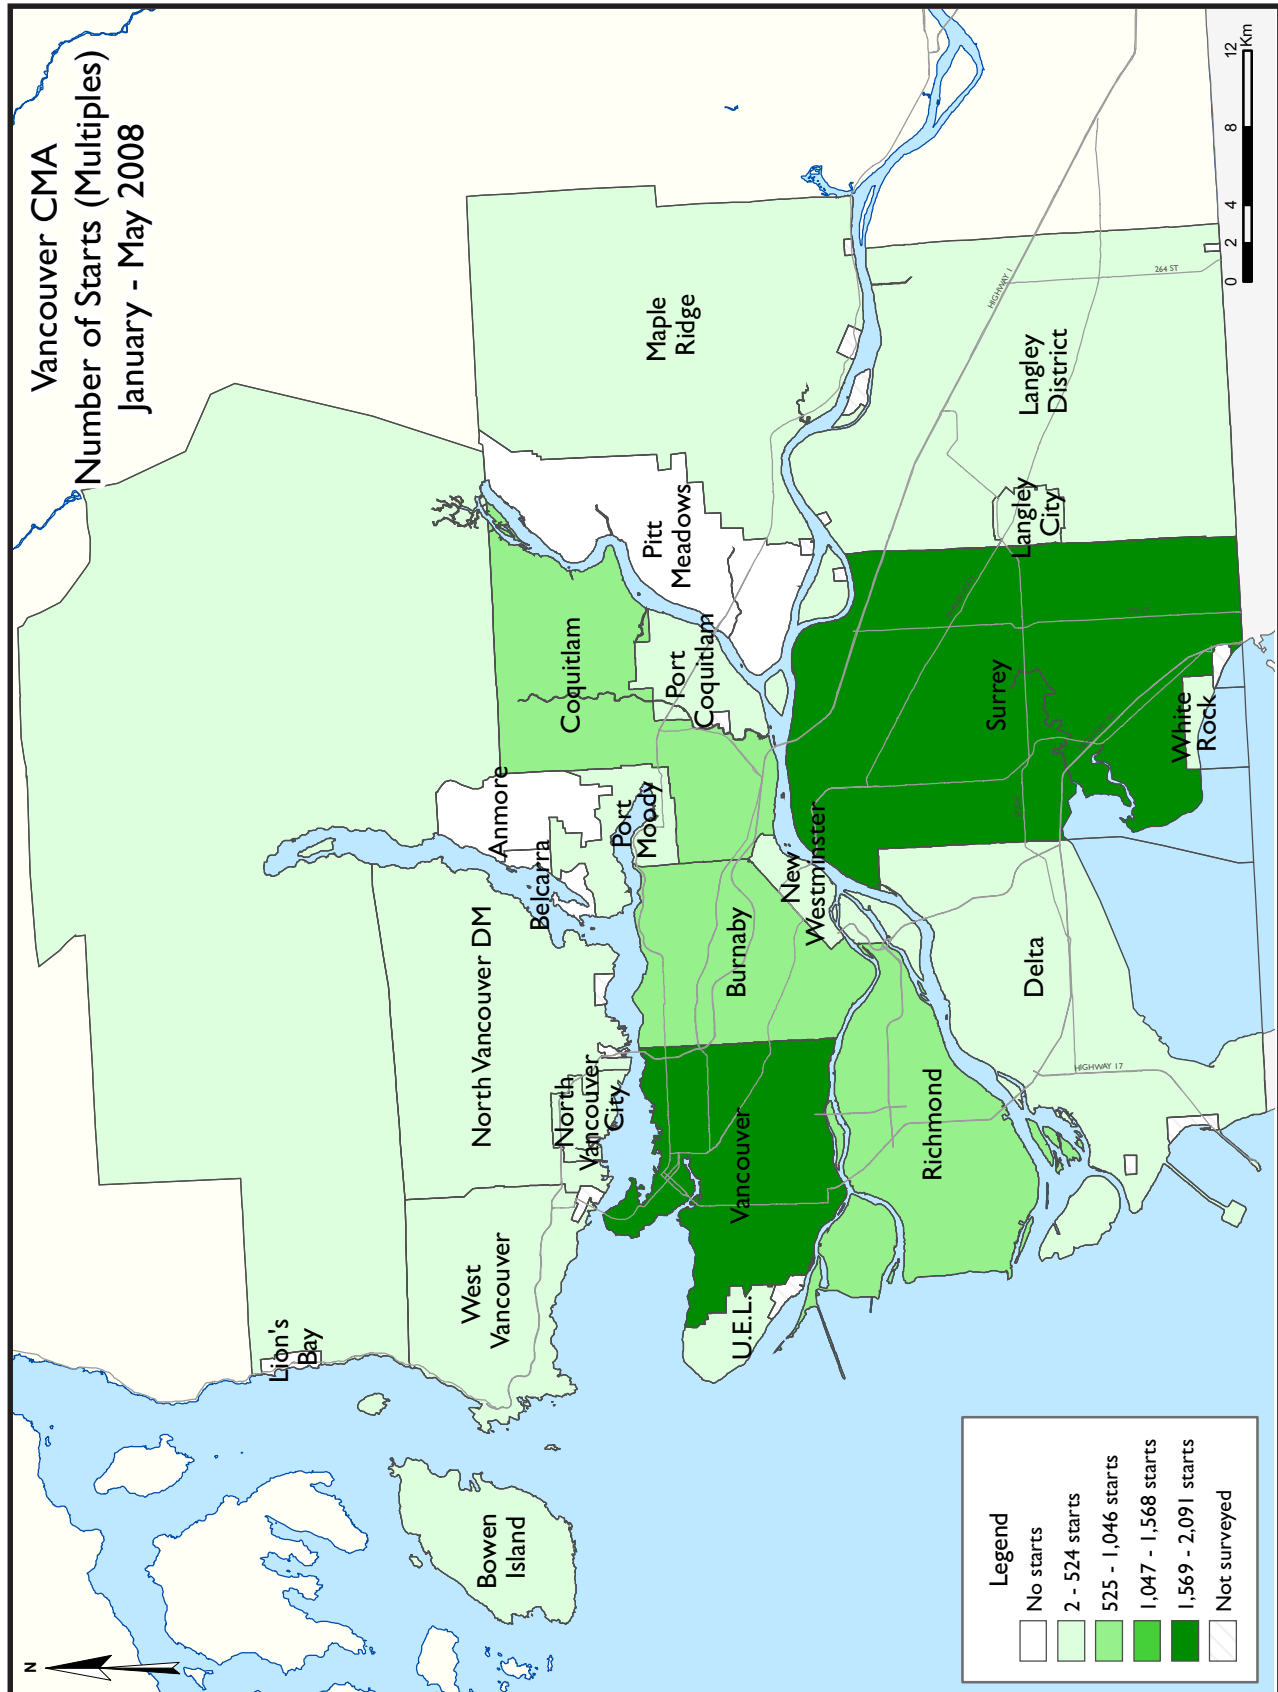 Vancouver CMA
Number of Starts (Multiples)
January - May 2008
N
Bowen
Island
Lion's
Bay
West
Vancouver
North Vancouver DM
North
Vancouver
City
Belcarra
Anmore
Port
Moody
Coquitlam
Port
Coquitlam
Pitt
Meadows
Maple
Ridge
U.E.L.
Vancouver
Burnaby
New
Westminster
Richmond
Delta
Surrey
White
Rock
Langley
City
Langley
District
HIGHWAY 1
264 ST
HIGHWAY 17
Legend
No starts
2 - 524 starts
525 - 1,046 starts
1,047 - 1,568 starts
1,569 - 2,091 starts
Not surveyed
0 2 4 8 12
Km